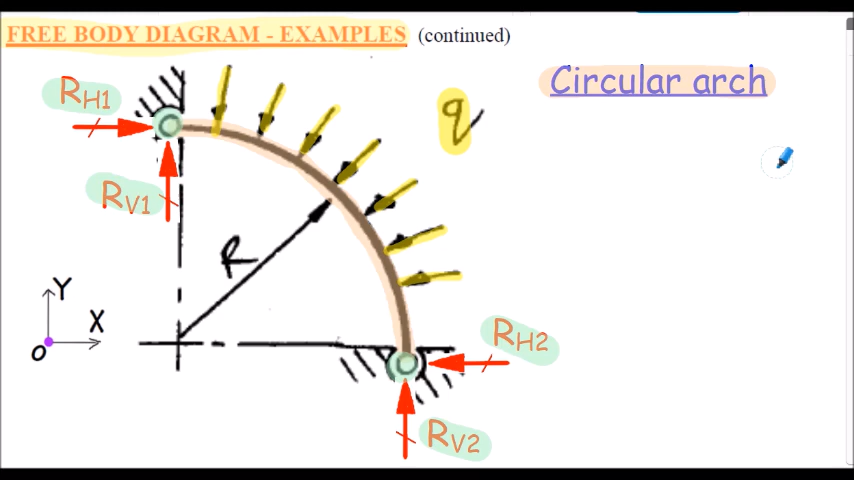 FREE BODY DIAGRAM - EXAMPLES (continued)
Circular arch
RH1
q
RV1
R
Y
X
O
RH2
RV2